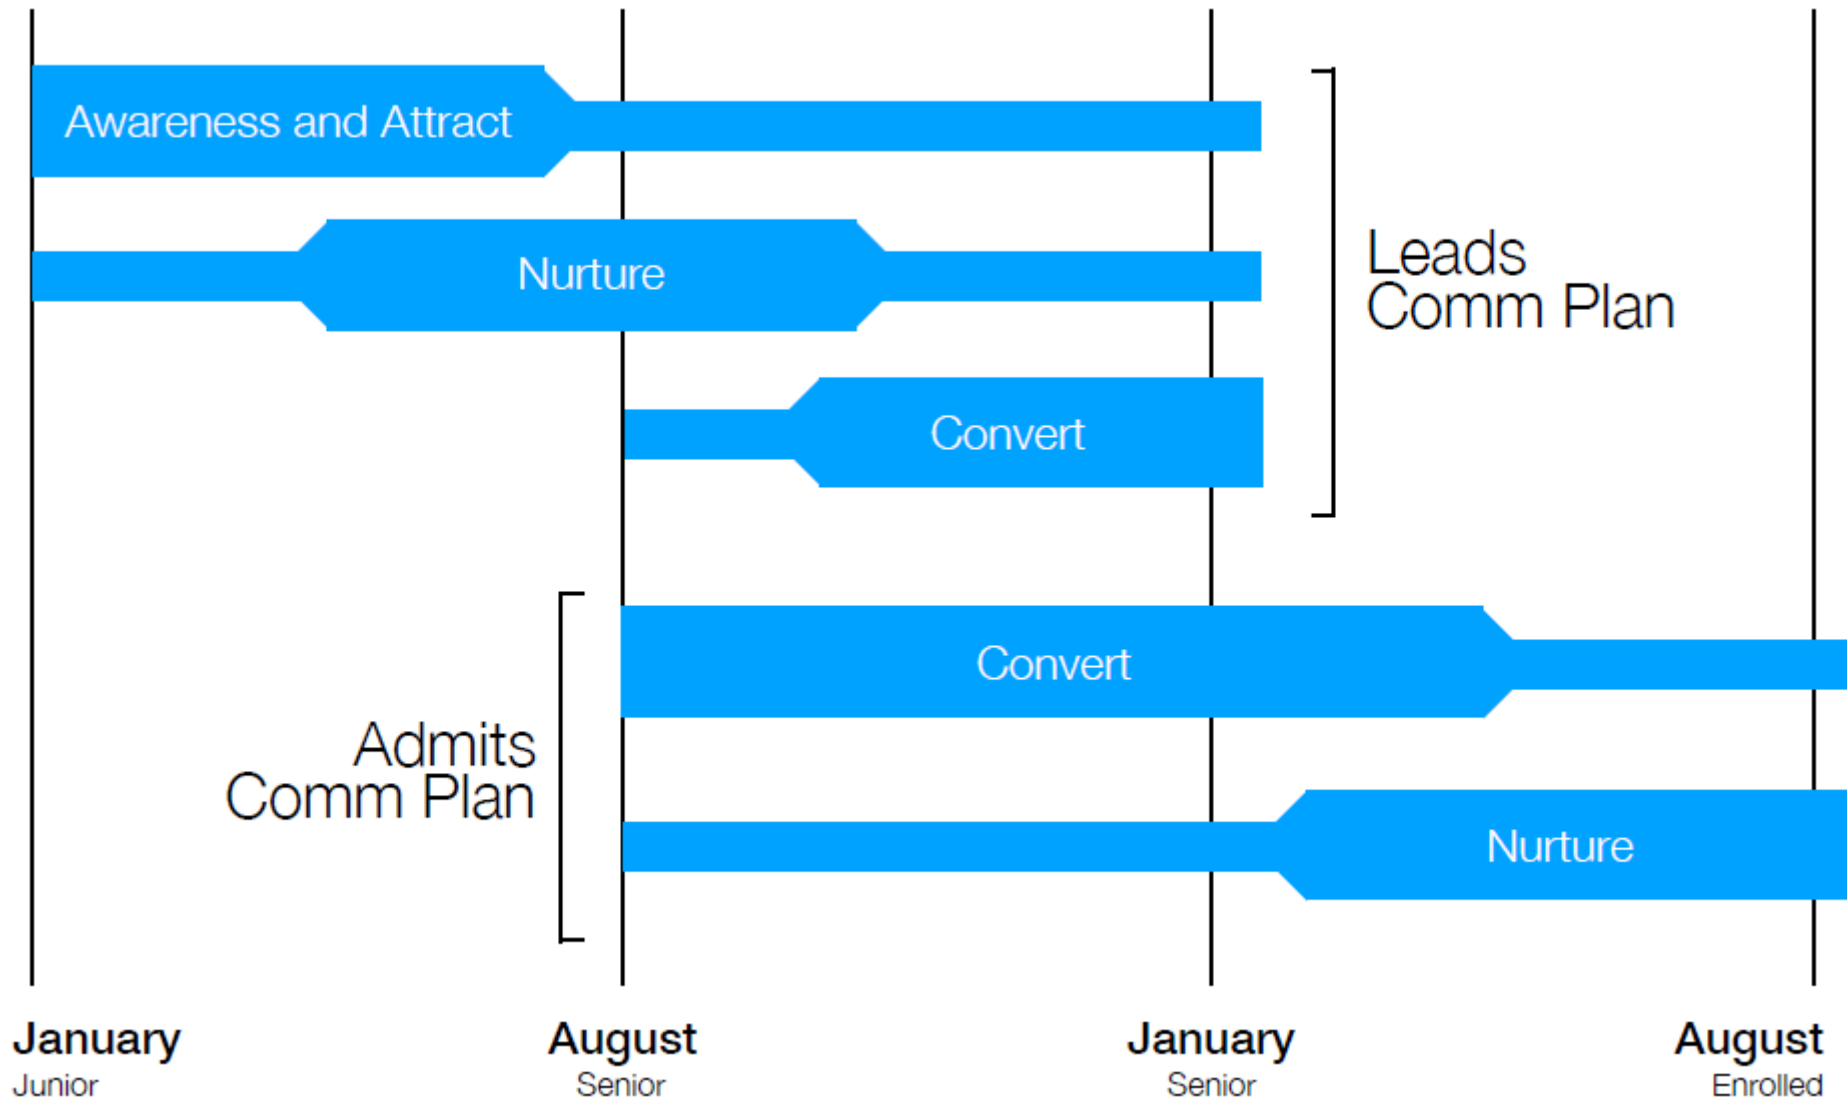 Awareness and Attract
Nurture
Convert
Leads
Comm Plan
Convert
Admits
Comm Plan
Nurture
January
Junior
August
Senior
January
Senior
August
Enrolled